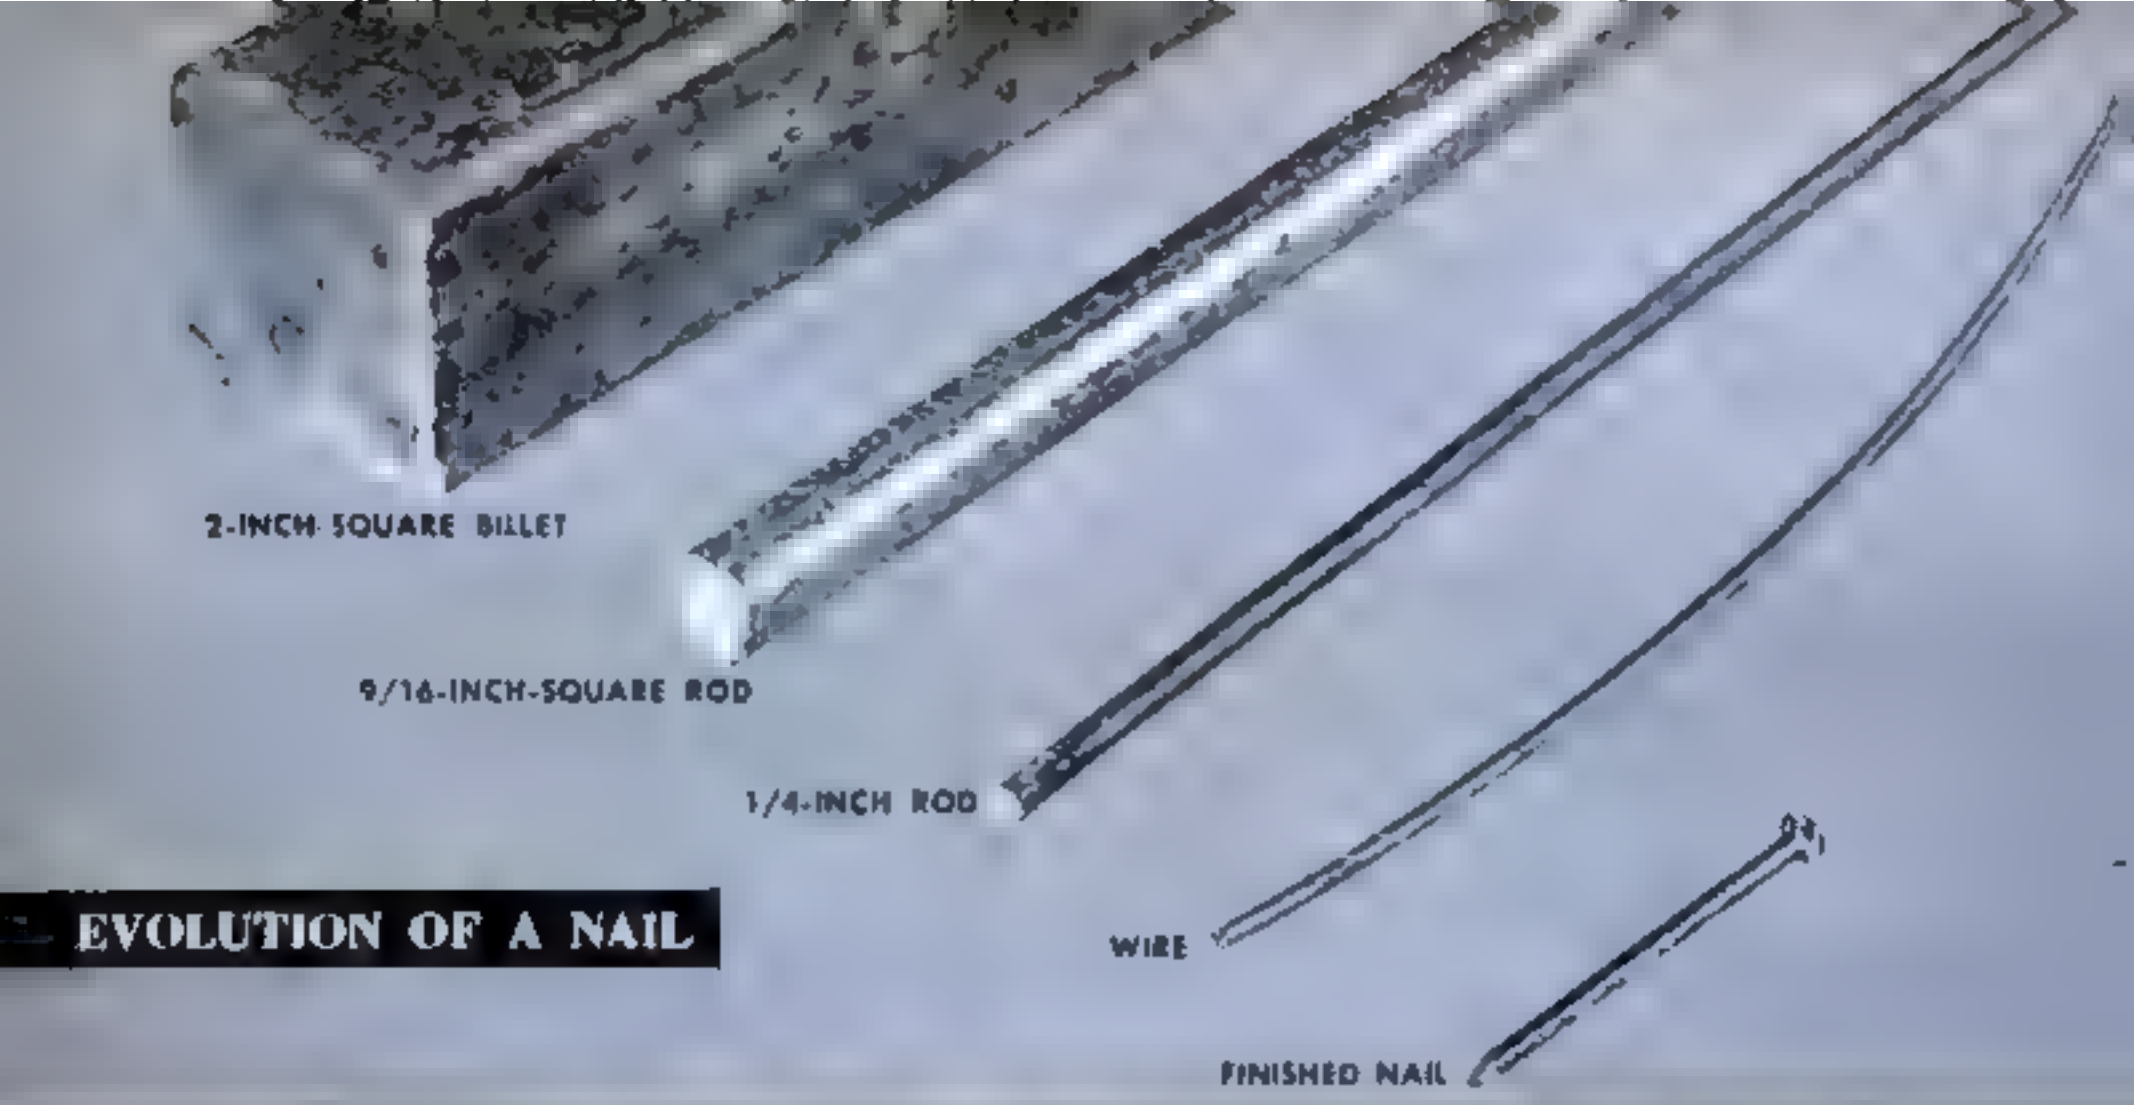 2-INCH SQUARE BILLET
9/16-INCH-SQUARE ROD
1/4-INCH ROD
EVOLUTION OF A NAIL
WIRE
FINISHED NAIL